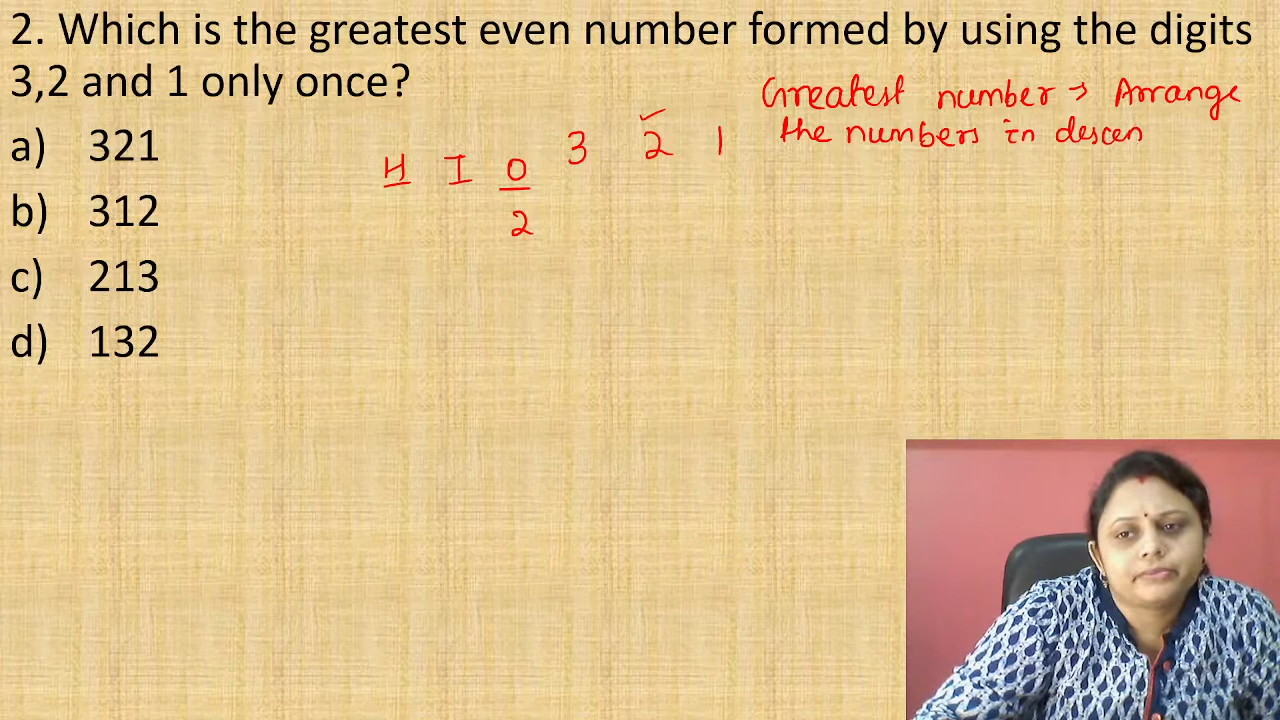 2. Which is the greatest even number formed by using the digits
3,2 and 1 only once?
Greatest number → Arrange
the numbers in descen
a) 321
3 2 1
H T O
2
b) 312
c) 213
d) 132